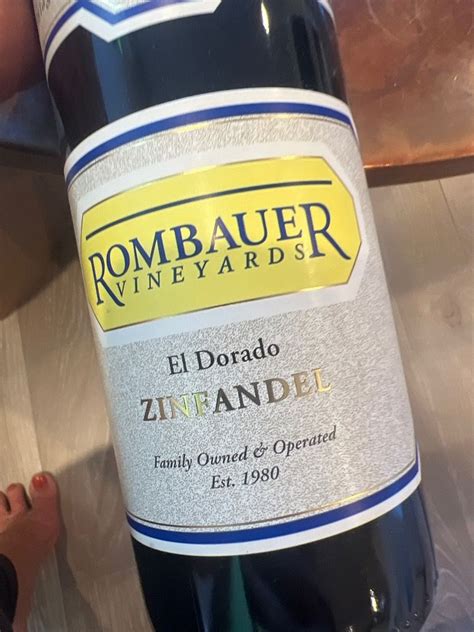 ROMBAUER
VINEYARDS
El Dorado
ZINFANDEL
Family Owned & Operated
Est. 1980